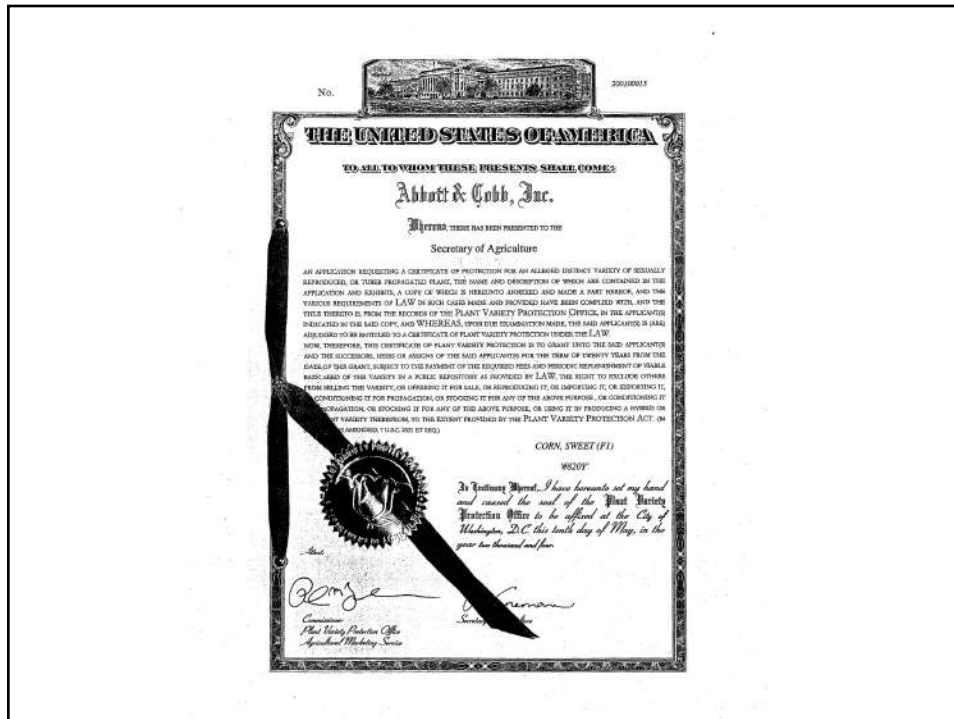 No.
200100015
THE UNITED STATES OF AMERICA
TO ALL TO WHOM THESE PRESENTS SHALL COME:
Abbott & Cobb, Inc.
Whereas, THERE HAS BEEN PRESENTED TO THE
Secretary of Agriculture
AN APPLICATION REQUESTING A CERTIFICATE OF PROTECTION FOR AN ALLEGED DISTINCT VARIETY OF SEXUALLY
REPRODUCED, OR TUBER PROPAGATED PLANT, THE NAME AND DESCRIPTION OF WHICH ARE CONTAINED IN THE
APPLICATION AND EXHIBITS, A COPY OF WHICH IS HEREUNTO ANNEXED AND MADE A PART HEREOF, AND THE
VARIOUS REQUIREMENTS OF LAW IN SUCH CASES MADE AND PROVIDED HAVE BEEN COMPLIED WITH, AND THE
TITLE THERETO IS, FROM THE RECORDS OF THE PLANT VARIETY PROTECTION OFFICE, IN THE APPLICANT(S)
INDICATED IN THE SAID COPY, AND WHEREAS, UPON DUE EXAMINATION MADE, THE SAID APPLICANT(S) IS (ARE)
ADJUDGED TO BE ENTITLED TO A CERTIFICATE OF PLANT VARIETY PROTECTION UNDER THE LAW.
NOW, THEREFORE, THIS CERTIFICATE OF PLANT VARIETY PROTECTION IS TO GRANT UNTO THE SAID APPLICANT(S)
AND THE SUCCESSORS, HEIRS OR ASSIGNS OF THE SAID APPLICANT(S) FOR THE TERM OF TWENTY YEARS FROM THE
DATE OF THIS GRANT, SUBJECT TO THE PAYMENT OF THE REQUIRED FEES AND PERIODIC REPLENISHMENT OF VIABLE
BASIC SEED OF THE VARIETY IN A PUBLIC REPOSITORY AS PROVIDED BY LAW, THE RIGHT TO EXCLUDE OTHERS
FROM SELLING THE VARIETY, OR OFFERING IT FOR SALE, OR REPRODUCING IT, OR IMPORTING IT, OR EXPORTING IT,
CONDITIONING IT FOR PROPAGATION, OR STOCKING IT FOR ANY OF THE ABOVE PURPOSE, OR CONDITIONING IT
PROPAGATION, OR STOCKING IT FOR ANY OF THE ABOVE PURPOSE, OR USING IT IN PRODUCING A HYBRID OR
VARIETY THEREFROM, TO THE EXTENT PROVIDED BY THE PLANT VARIETY PROTECTION ACT. (IN
AS AMENDED, 7 U.S.C. 2321 ET SEQ.)
CORN, SWEET (F1)
W820Y
In Testimony Whereof, I have hereunto set my hand
and caused the seal of the Plant Variety
Protection Office to be affixed at the City of
Washington, D.C. this tenth day of May, in the
year two thousand and four.
Attest:
Commissioner
Plant Variety Protection Office
Agricultural Marketing Service